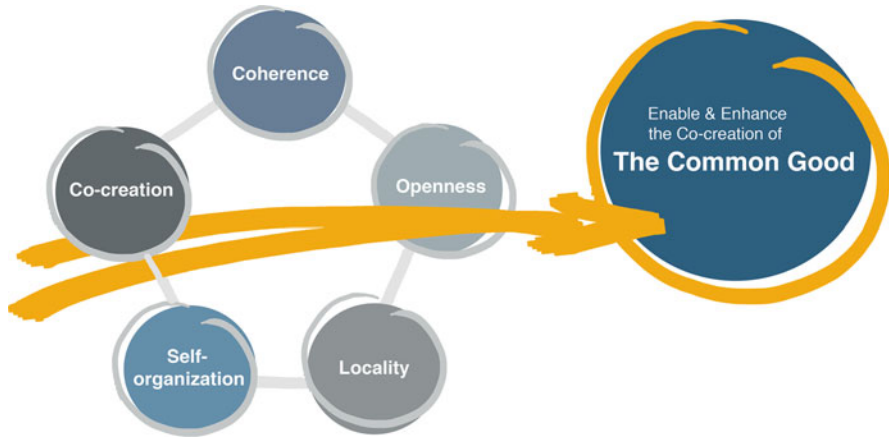 Coherence
Co-creation
Openness
Self-
organization
Locality
Enable & Enhance
the Co-creation of
The Common Good